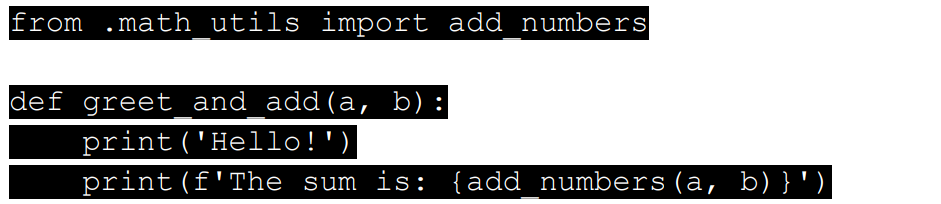 from .math_utils import add_numbers

def greet_and_add(a, b):
    print('Hello!')
    print(f'The sum is: {add_numbers(a, b)}')